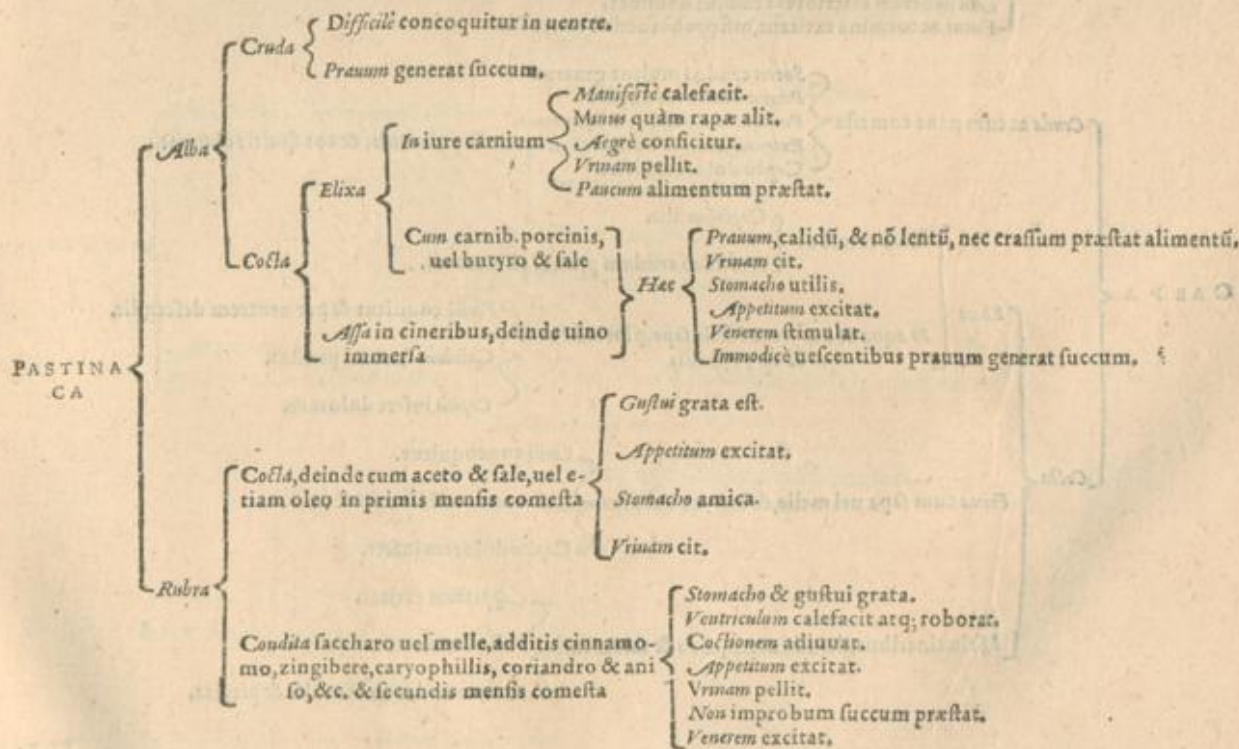 Difficilè concoquitur in uentre.
Cruda
Prauum generat ſuccum.
Alba
Manifeſtè calefacit.
Minus quàm rapæ alit.
In iure carnium
Aegrè conficitur.
Vrinam pellit.
Paucum alimentum præſtat.
Elixa
Cum carnib. porcinis,
uel butyro & ſale
Cocta
Aſſa in cineribus, deinde uino
immerſa
Hæc
Prauum, calidũ, & nõ lentũ, nec craſſum præſtat alimentũ,
Vrinam cit.
Stomacho utilis.
Appetitum excitat.
Venerem ſtimulat.
Immodicè ueſcentibus prauum generat ſuccum.
PASTINA
CA
Guſtui grata eſt.
Appetitum excitat.
Cocta, deinde cum aceto & ſale, uel e-
tiam oleo in primis menſis comeſta
Stomacho amica.
Vrinam cit.
Rubra
Condita ſaccharo uel melle, additis cinnamo-
mo, zingibere, caryophillis, coriandro & ani
ſo, &c. & ſecundis menſis comeſta
Stomacho & guſtui grata.
Ventriculum calefacit atq; roborat.
Coctionem adiuuat.
Appetitum excitat.
Vrinam pellit.
Non improbum ſuccum præſtat.
Venerem excitat.